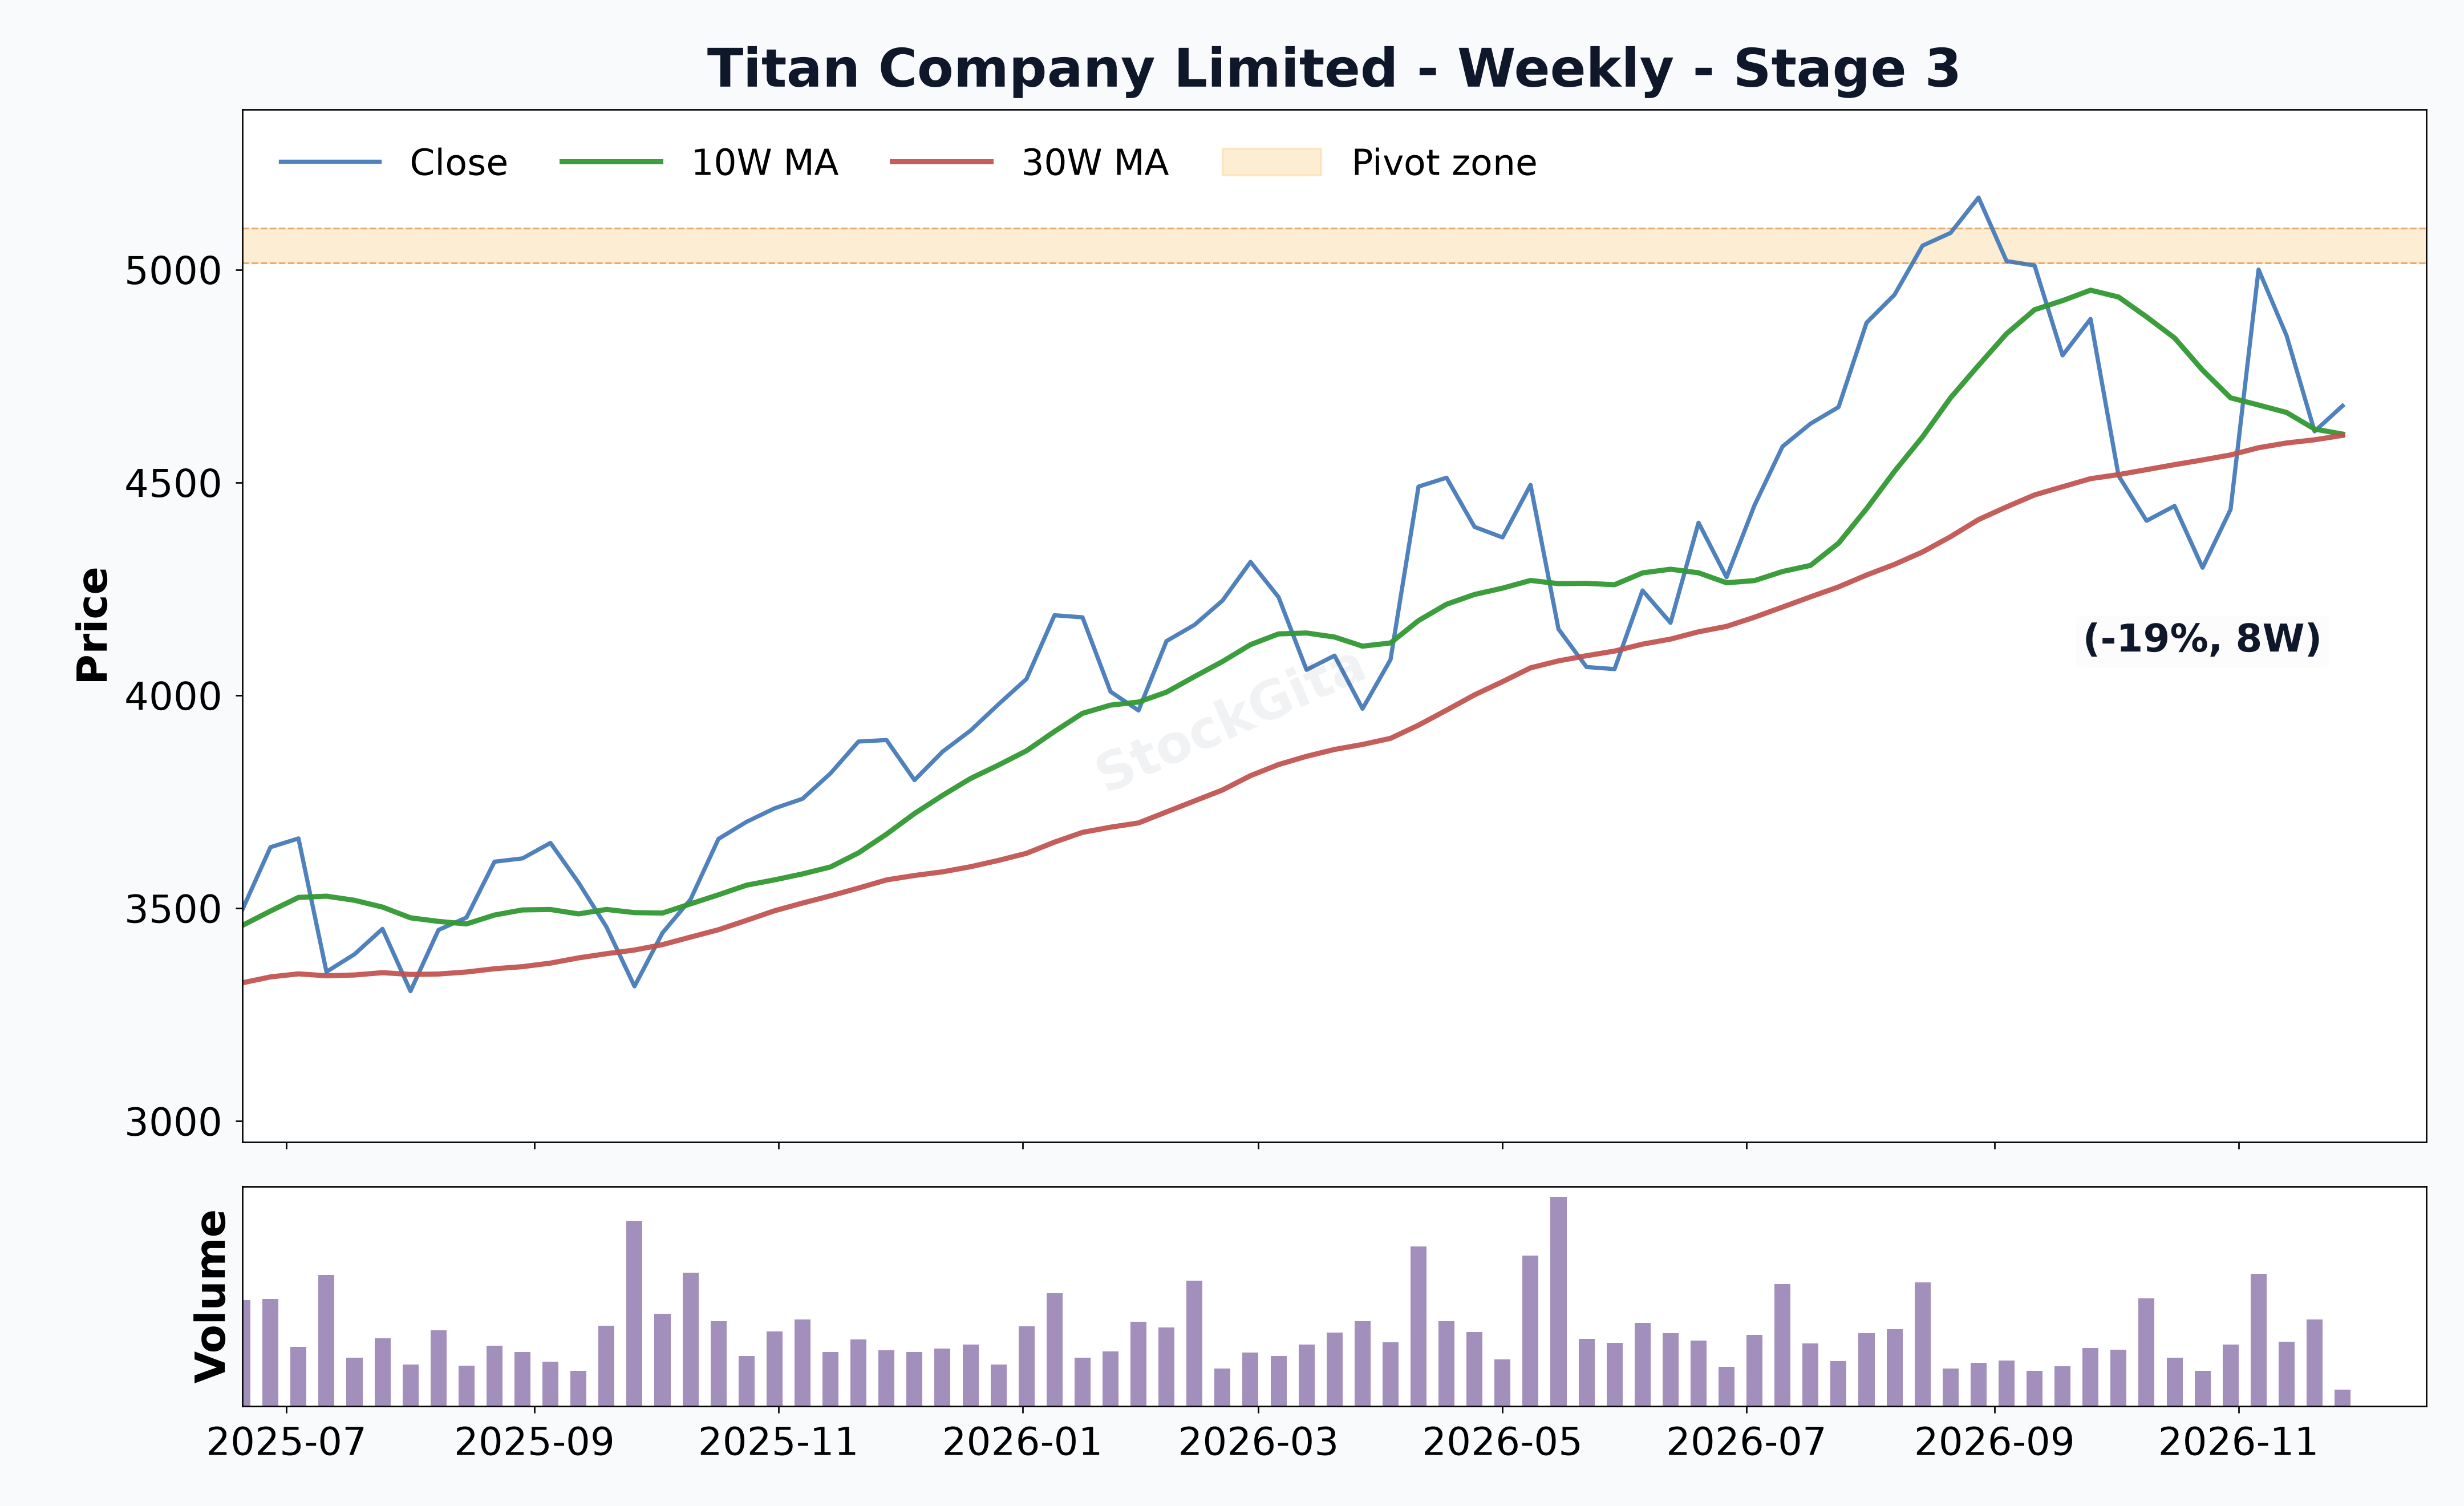 Titan Company Limited - Weekly - Stage 3
Close 10W MA 30W MA Pivot zone
Price
5000
4500
4000
3500
3000
(-19%, 8W)
StockGita
Volume
2025-07 2025-09 2025-11 2026-01 2026-03 2026-05 2026-07 2026-09 2026-11